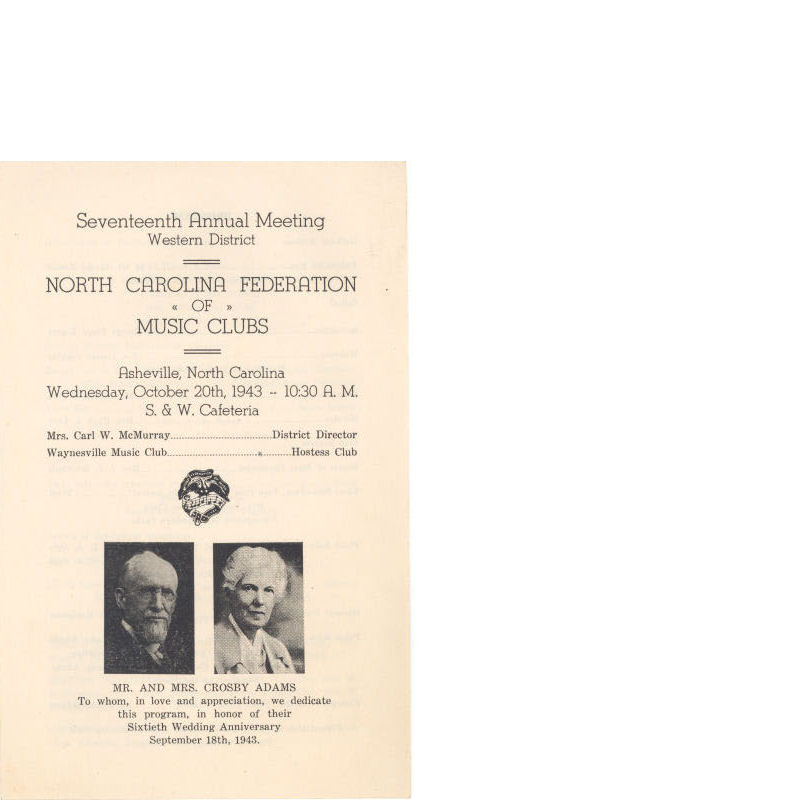 Seventeenth Annual Meeting
Western District
NORTH CAROLINA FEDERATION
« OF »
MUSIC CLUBS
Asheville, North Carolina
Wednesday, October 20th, 1943 -- 10:30 A. M.
S. & W. Cafeteria
Mrs. Carl W. McMurray................................District Director
Waynesville Music Club......................................Hostess Club
MR. AND MRS. CROSBY ADAMS
To whom, in love and appreciation, we dedicate
this program, in honor of their
Sixtieth Wedding Anniversary
September 18th, 1943.